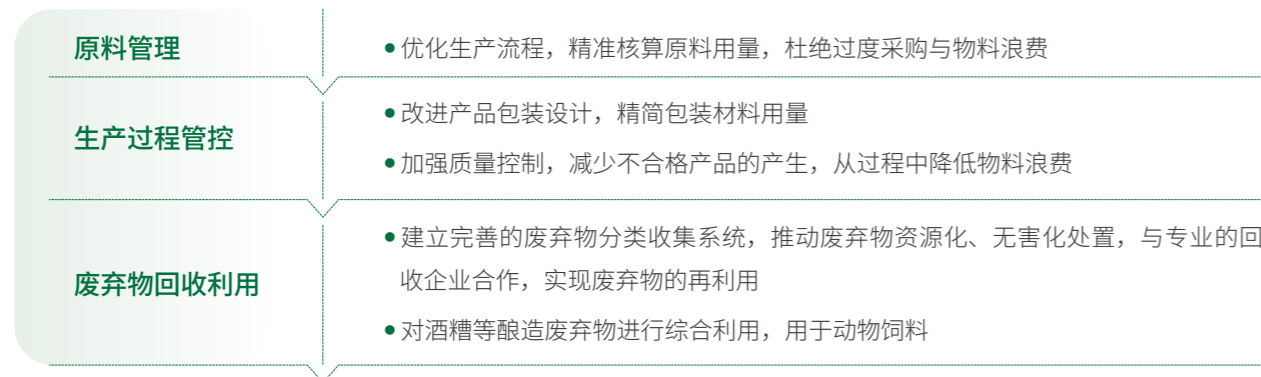 原料管理
●优化生产流程，精准核算原料用量，杜绝过度采购与物料浪费
生产过程管控
●改进产品包装设计，精简包装材料用量
●加强质量控制，减少不合格产品的产生，从过程中降低物料浪费
废弃物回收利用
●建立完善的废弃物分类收集系统，推动废弃物资源化、无害化处置，与专业的回
收企业合作，实现废弃物的再利用
●对酒糟等酿造废弃物进行综合利用，用于动物饲料